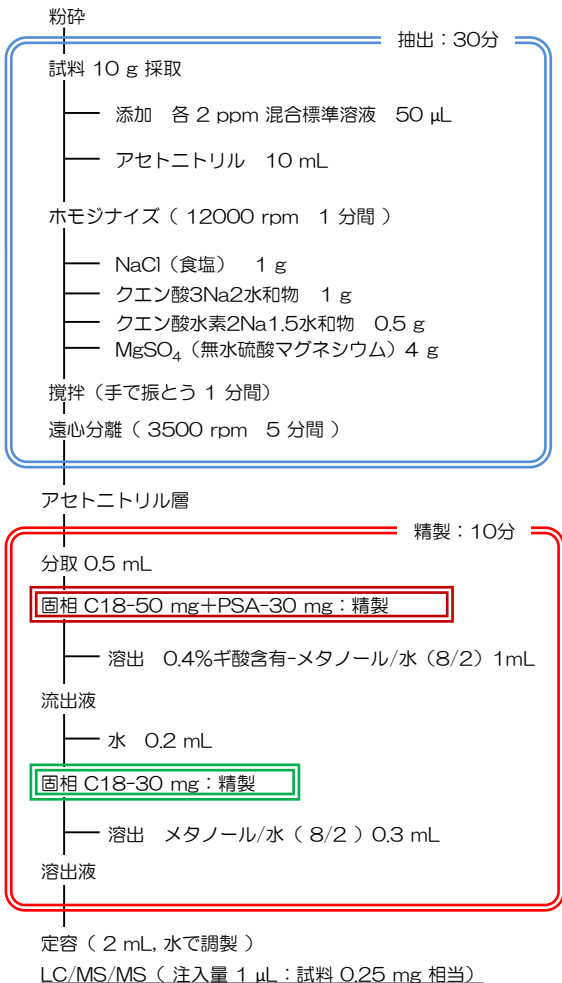 粉砕
抽出：30分
試料 10 g 採取
添加　各 2 ppm 混合標準溶液　50 μL
アセトニトリル　10 mL
ホモジナイズ（ 12000 rpm　1 分間 ）
NaCl（食塩）　1 g
クエン酸3Na2水和物　1 g
クエン酸水素2Na1.5水和物　0.5 g
MgSO₄（無水硫酸マグネシウム）4 g
撹拌（手で振とう 1 分間）
遠心分離（ 3500 rpm　5 分間 ）
アセトニトリル層
精製：10分
分取 0.5 mL
固相 C18-50 mg＋PSA-30 mg：精製
溶出　0.4%ギ酸含有-メタノール/水（8/2）1mL
流出液
水　0.2 mL
固相 C18-30 mg：精製
溶出　メタノール/水（ 8/2 ）0.3 mL
溶出液
定容（ 2 mL, 水で調製 ）
LC/MS/MS（ 注入量 1 μL：試料 0.25 mg 相当）